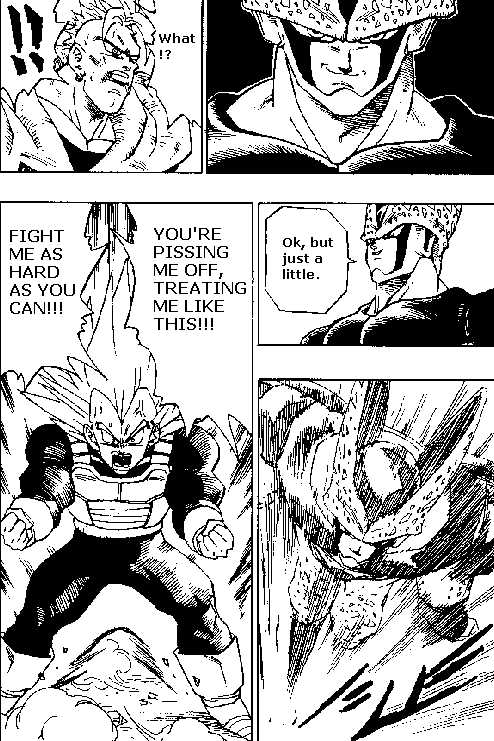 What
!?
!!
Ok, but
just a
little.
YOU'RE
PISSING
ME OFF,
TREATING
ME LIKE
THIS!!!
FIGHT
ME AS
HARD
AS YOU
CAN!!!